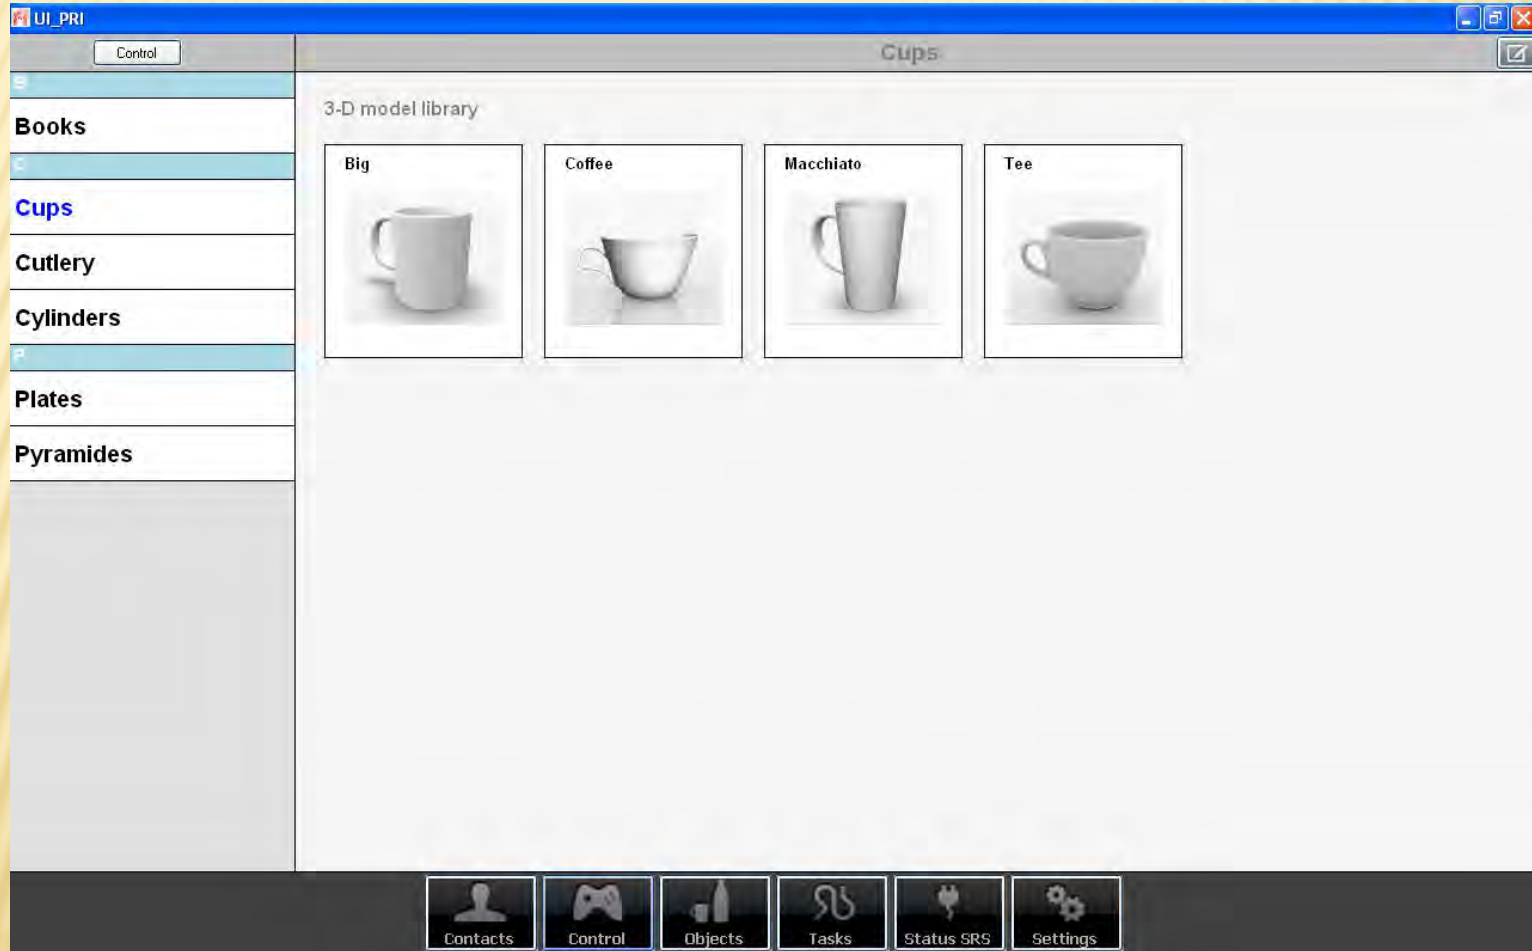 UI_PRI
Control
Cups
B
Books
C
Cups
Cutlery
Cylinders
P
Plates
Pyramides
3-D model library
Big
Coffee
Macchiato
Tee
Contacts
Control
Objects
Tasks
Status SRS
Settings